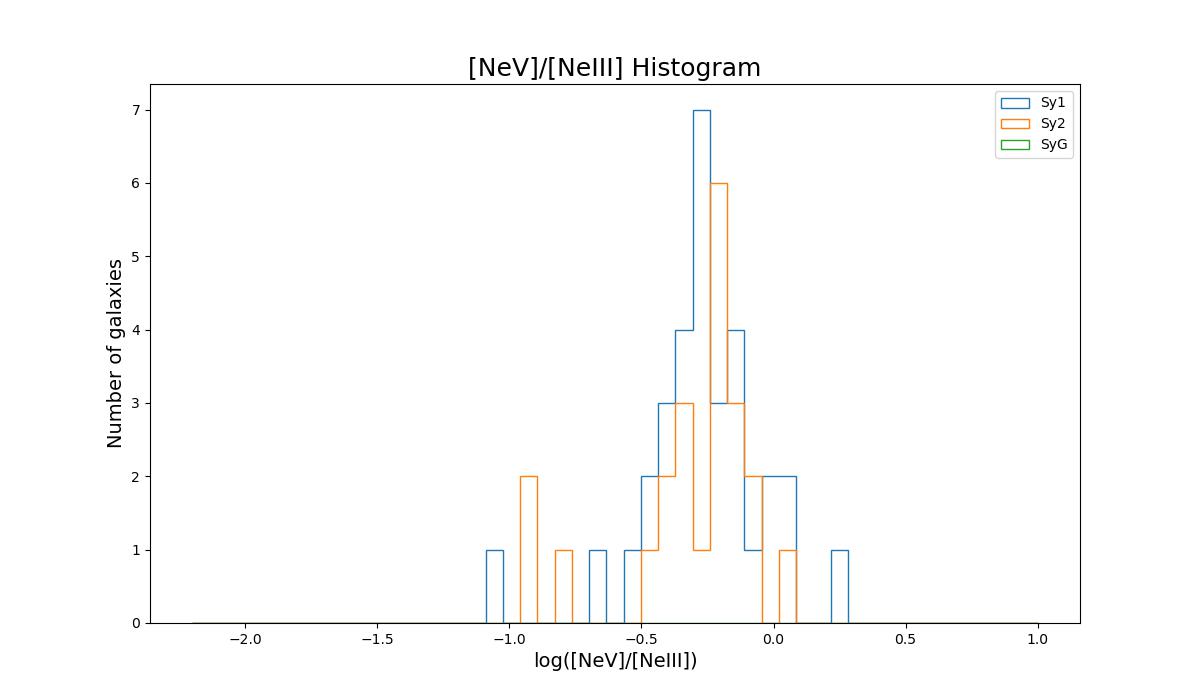 [NeV]/[NeIII] Histogram
Sy1
Sy2
SyG
Number of galaxies
7
6
5
4
3
2
1
0
−2.0 −1.5 −1.0 −0.5 0.0 0.5 1.0
log([NeV]/[NeIII])